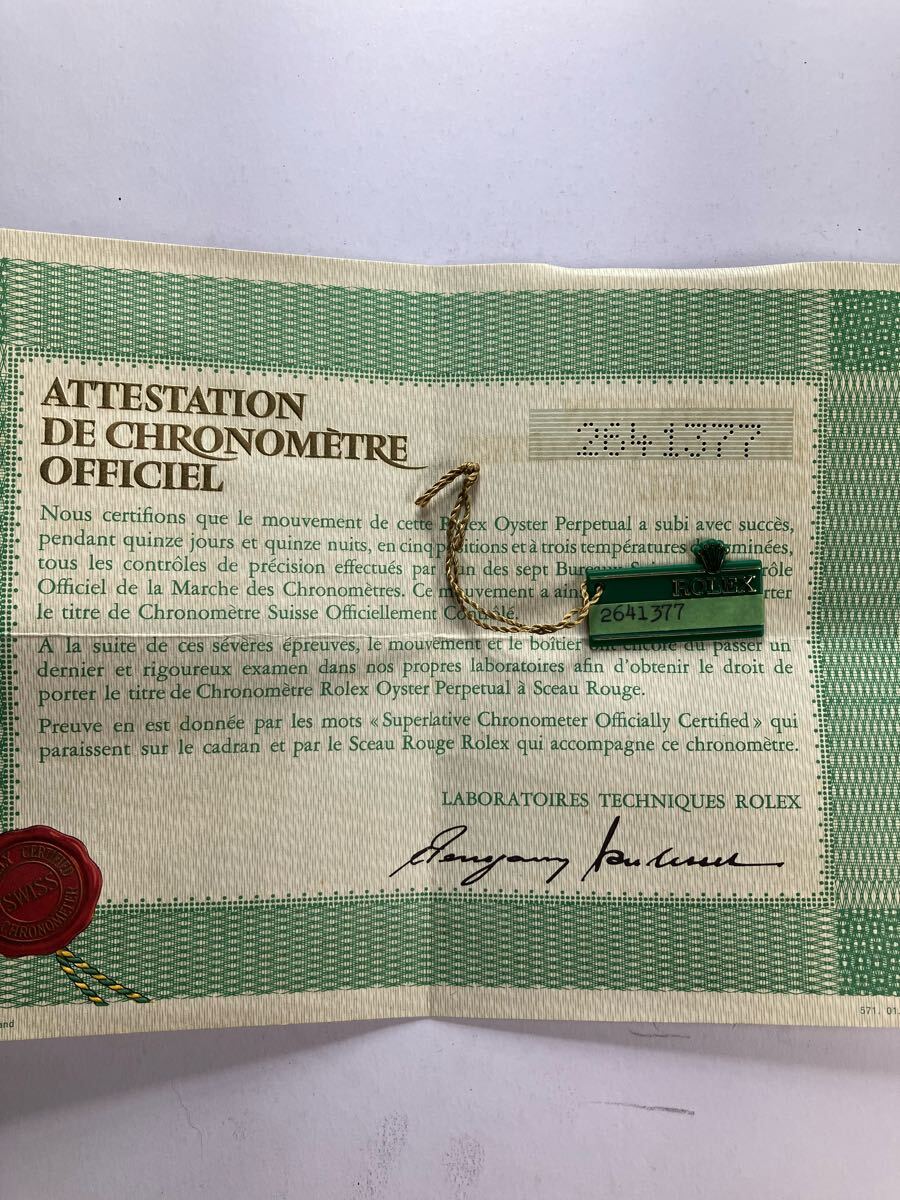 ATTESTATION
DE CHRONOMÈTRE
OFFICIEL
2641377
Nous certifions que le mouvement de cette Rolex Oyster Perpetual a subi avec succès,
pendant quinze jours et quinze nuits, en cinq positions et à trois températures
tous les contrôles de précision effectués par l'un des sept
Officiel de la Marche des Chronomètres. Ce mouvement a
le titre de Chronomètre Suisse Officiellement Contrôlé.
ROLEX
2641377
A la suite de ces sévères épreuves, le mouvement et le boîtier ont encore dû passer un
dernier et rigoureux examen dans nos propres laboratoires afin d'obtenir le droit de
porter le titre de Chronomètre Rolex Oyster Perpetual à Sceau Rouge.
Preuve en est donnée par les mots « Superlative Chronometer Officially Certified » qui
paraissent sur le cadran et par le Sceau Rouge Rolex qui accompagne ce chronomètre.
LABORATOIRES TECHNIQUES ROLEX
CERTIFIED
SWISS
CHRONOMETER
and
571. 01.